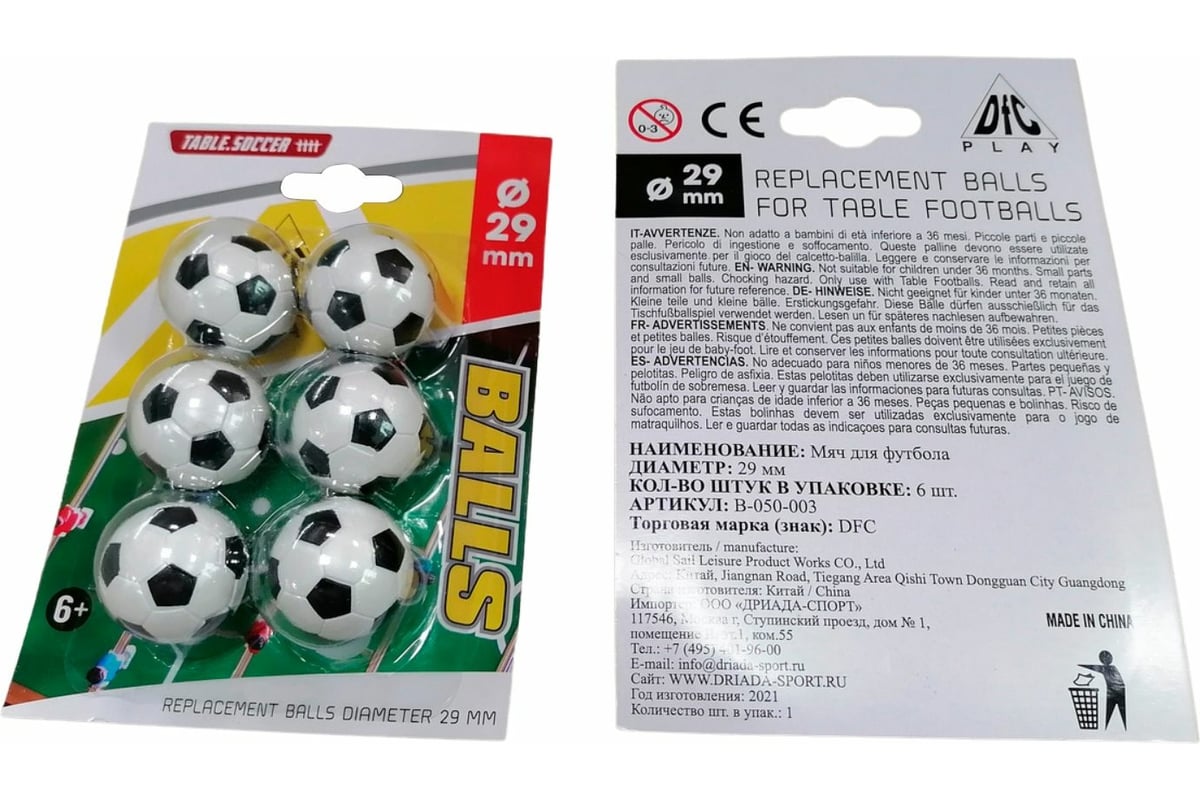 TABLE.SOCCER
Ø
29
mm
BALLS
6+
REPLACEMENT BALLS DIAMETER 29 MM
0-3
CE
DfC
PLAY
Ø 29 mm
REPLACEMENT BALLS
FOR TABLE FOOTBALLS
IT-AVVERTENZE. Non adatto a bambini di età inferiore a 36 mesi. Piccole parti e piccole
palle. Pericolo di ingestione e soffocamento. Queste palline devono essere utilizate
esclusivamente per il gioco del calcetto-balilla. Leggere e conservare le informazioni per
consultazioni future. EN- WARNING. Not suitable for children under 36 months. Small parts
and small balls. Chocking hazard. Only use with Table Footballs. Read and retain all
information for future reference. DE- HINWEISE. Nicht geeignet für kinder unter 36 monaten.
Kleine teile und kleine bälle. Erstickungsgefahr. Diese Bälle dürfen ausschließlich für das
Tischfußballspiel verwendet werden. Lesen un für späteres nachlesen aufbewahren.
FR- ADVERTISSEMENTS. Ne convient pas aux enfants de moins de 36 mois. Petites pièces
et petites balles. Risque d'étouffement. Ces petites balles doivent être utilisées exclusivement
pour le jeu de baby-foot. Lire et conserver les informations pour toute consultation ultérieure.
ES- ADVERTENCIAS. No adecuado para niños menores de 36 meses. Partes pequeñas y
pelotitas. Peligro de asfixia. Estas pelotitas deben utilizarse exclusivamente para el juego de
futbolín de sobremesa. Leer y guardar las informaciones para futuras consultas. PT- AVISOS.
Não apto para crianças de idade inferior a 36 meses. Peças pequenas e bolinhas. Risco de
sufocamento. Estas bolinhas devem ser utilizadas exclusivamente para o jogo de
matraquilhos. Ler e guardar todas as indicaçoes para consultas futuras.
НАИМЕНОВАНИЕ: Мяч для футбола
ДИАМЕТР: 29 мм
КОЛ-ВО ШТУК В УПАКОВКЕ: 6 шт.
АРТИКУЛ: B-050-003
Торговая марка (знак): DFC
Изготовитель / manufacture:
Global Sail Leisure Product Works CO., Ltd
Адрес: Китай, Jiangnan Road, Tiegang Area Qishi Town Dongguan City Guangdong
Страна изготовителя: Китай / China
Импортер: ООО «ДРИАДА-СПОРТ»
117546, Москва г, Ступинский проезд, дом № 1,
помещение эт.1, ком.55
Тел.: +7 (495) 401-96-00
E-mail: info@driada-sport.ru
Сайт: WWW.DRIADA-SPORT.RU
Год изготовления: 2021
Количество шт. в упак.: 1
MADE IN CHINA